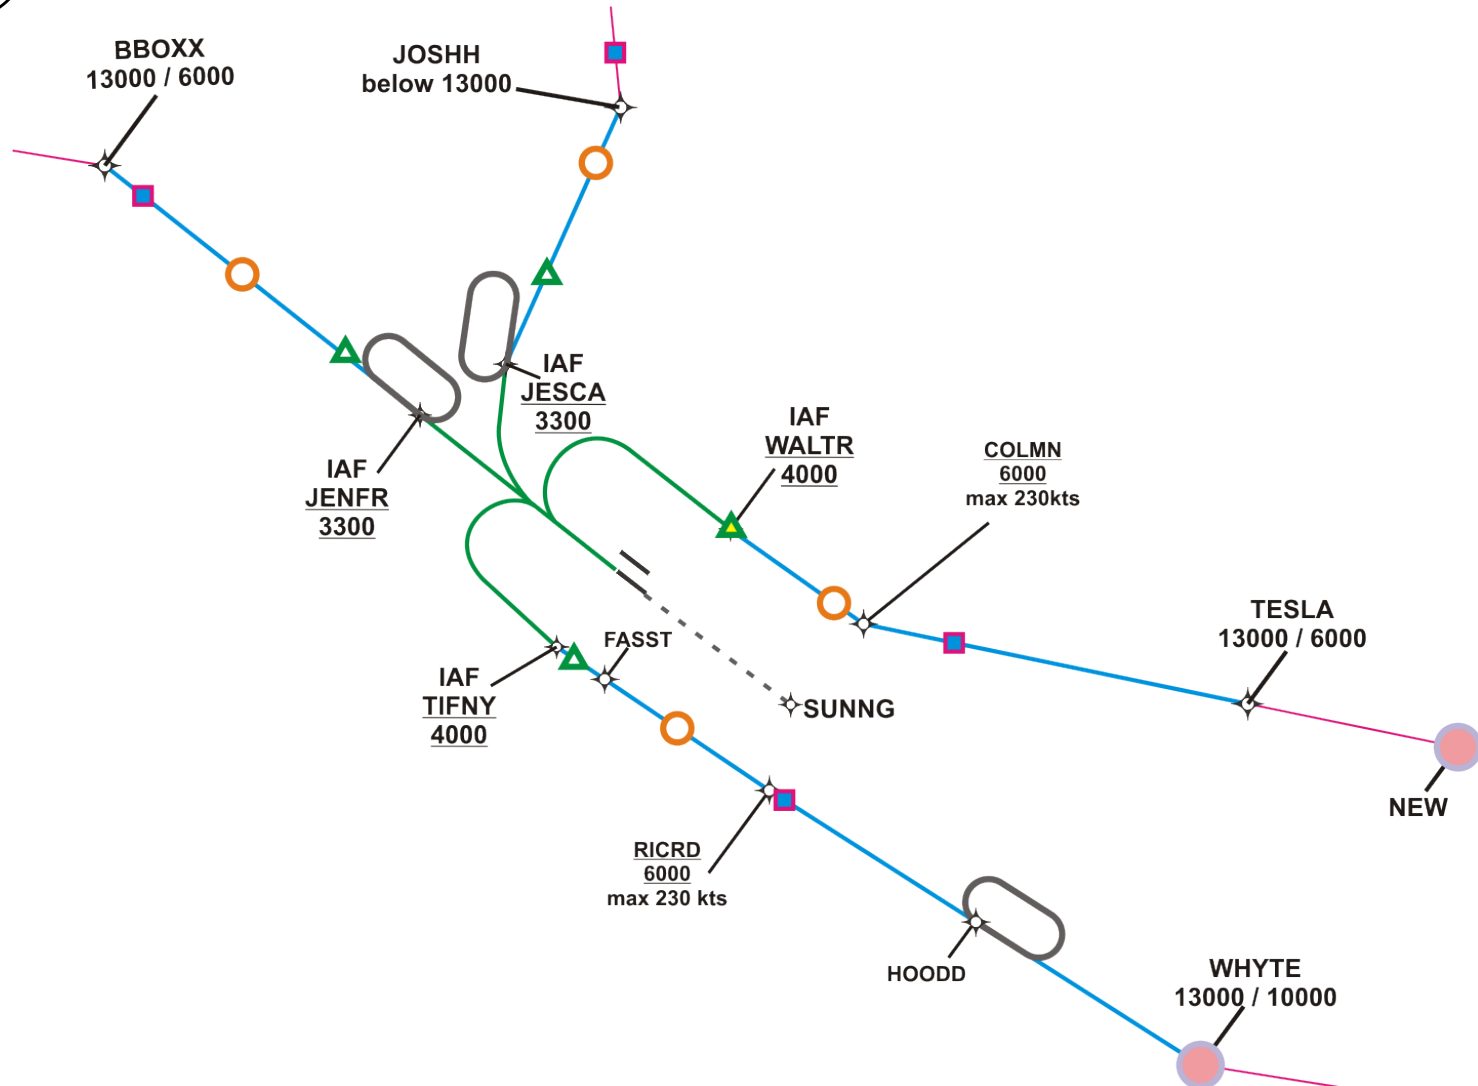 BBOXX
13000 / 6000
JOSHH
below 13000
IAF
JESCA
3300
IAF
WALTR
4000
COLMN
6000
max 230kts
IAF
JENFR
3300
TESLA
13000 / 6000
FASST
IAF
TIFNY
4000
SUNNG
NEW
RICRD
6000
max 230 kts
HOODD
WHYTE
13000 / 10000